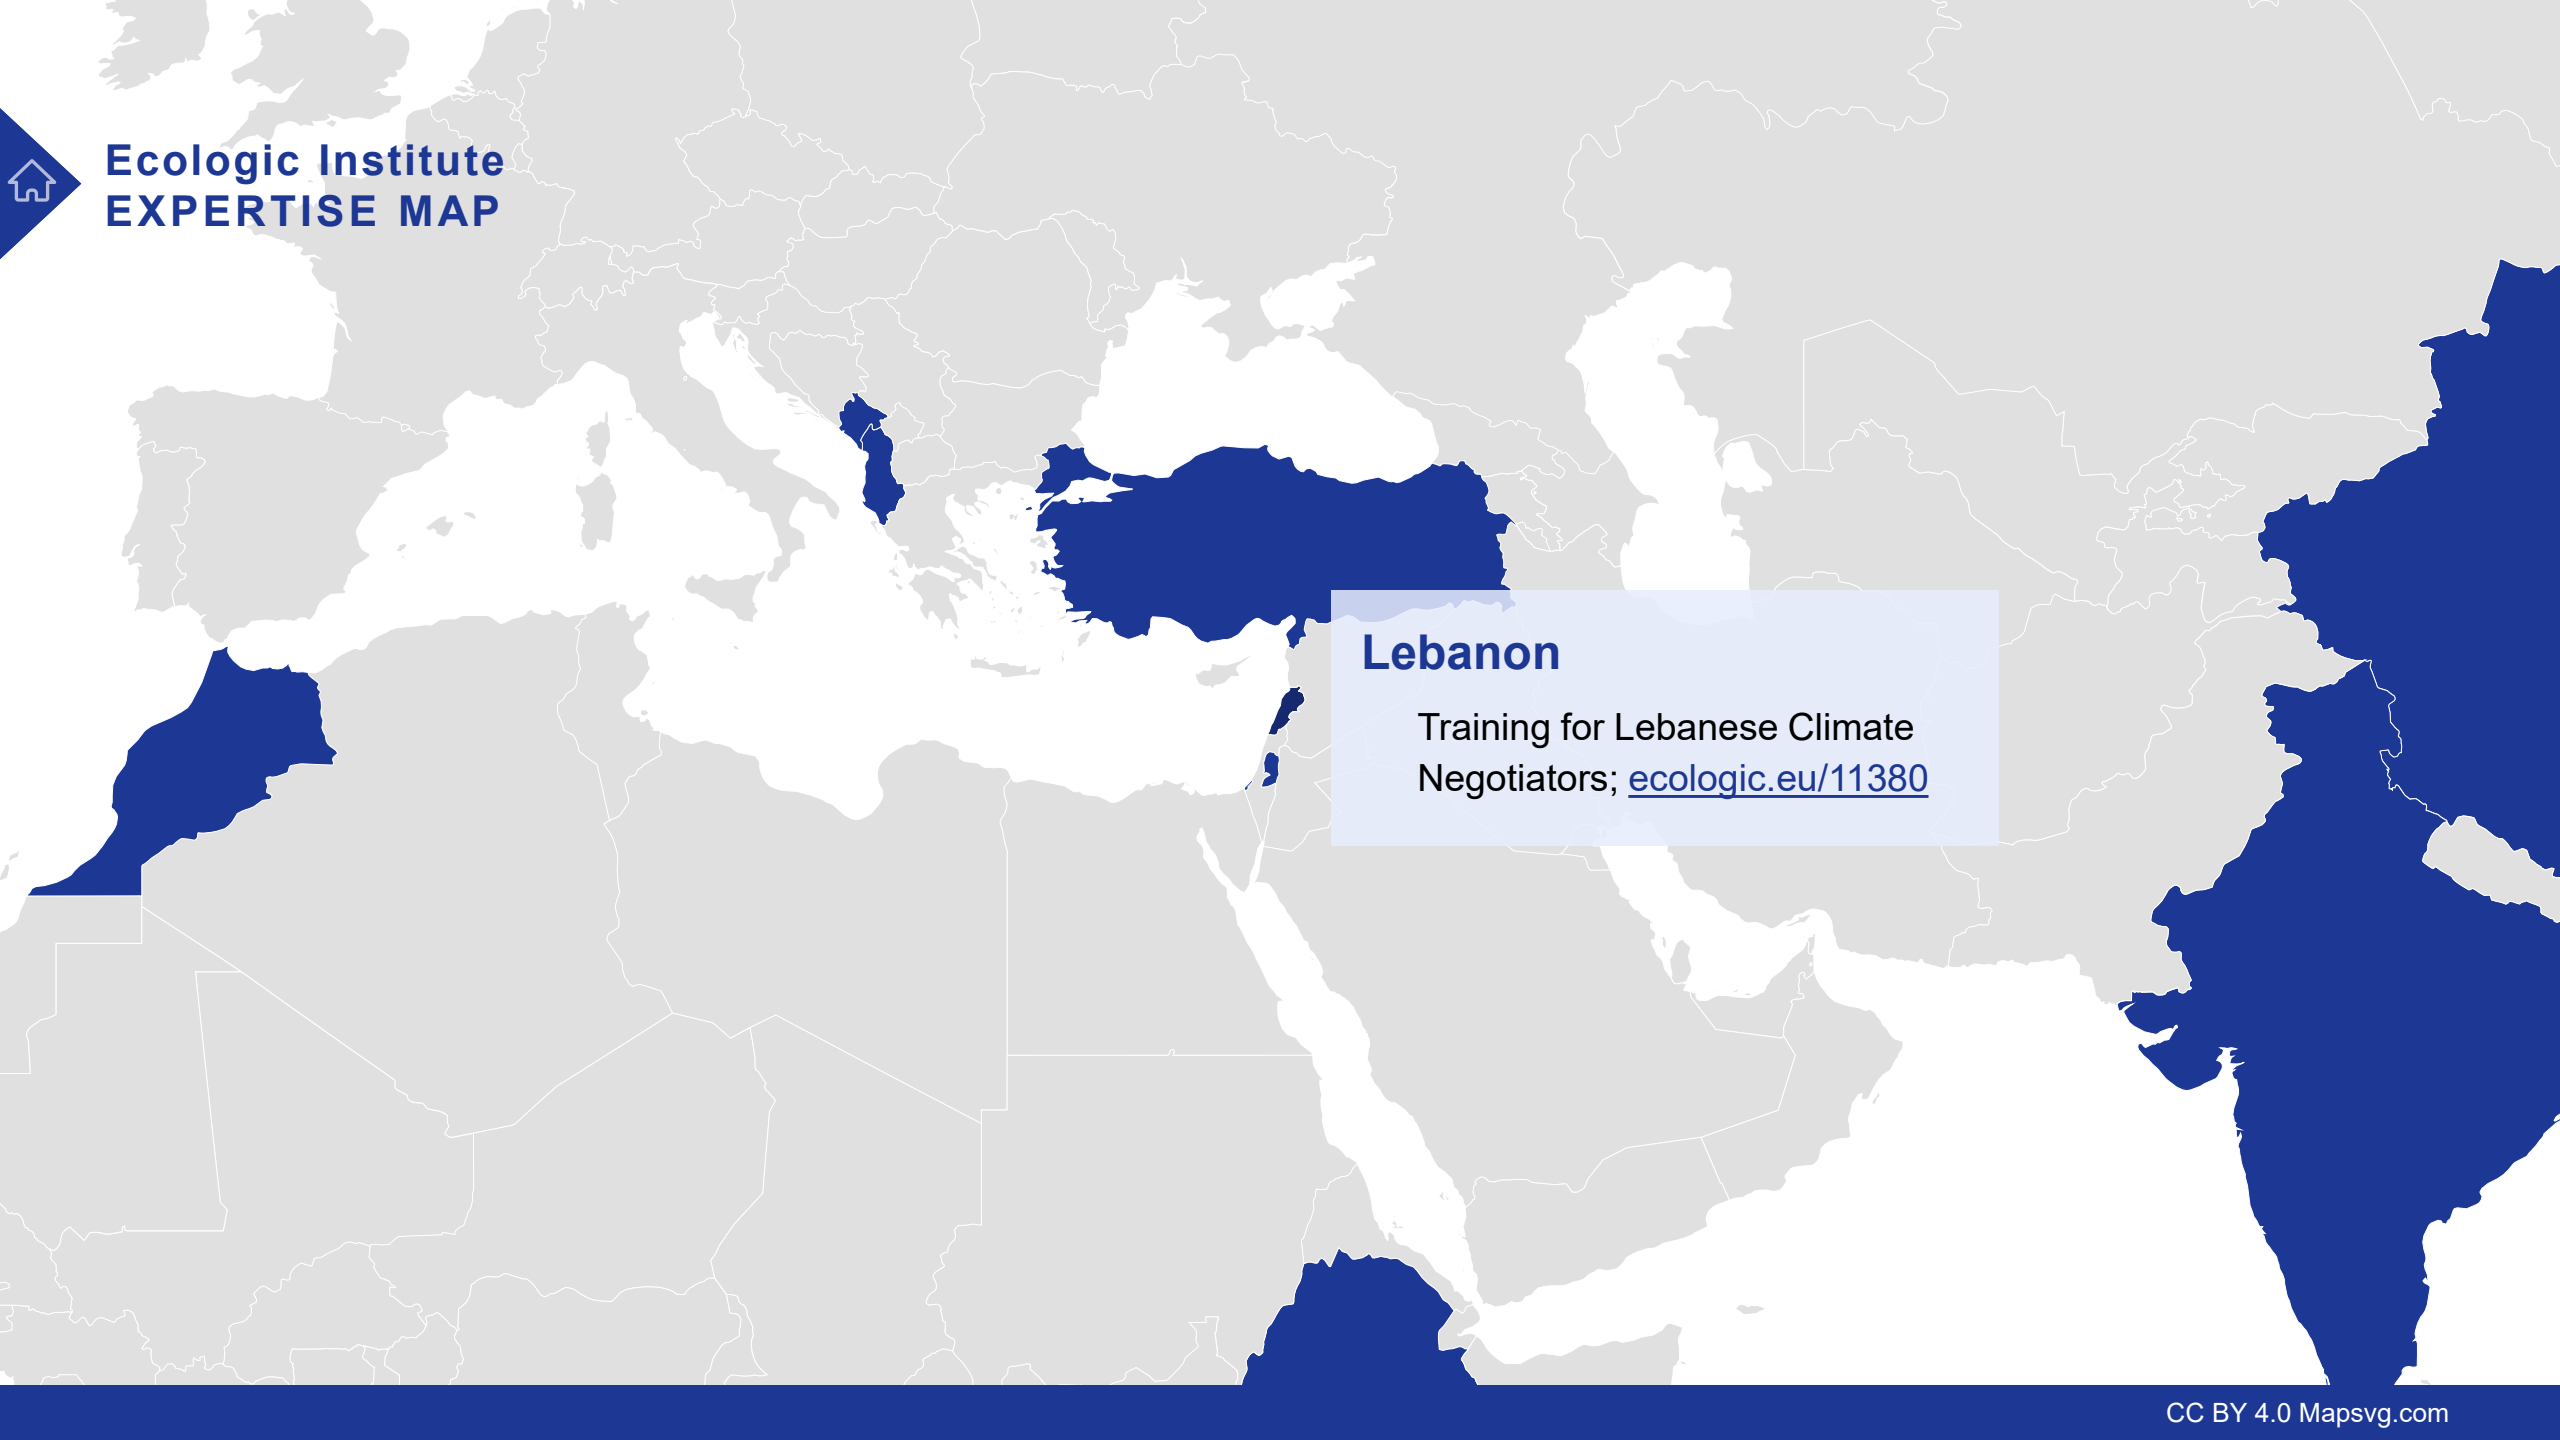 Ecologic Institute
EXPERTISE MAP
Lebanon
Training for Lebanese Climate
Negotiators; ecologic.eu/11380
CC BY 4.0 Mapsvg.com